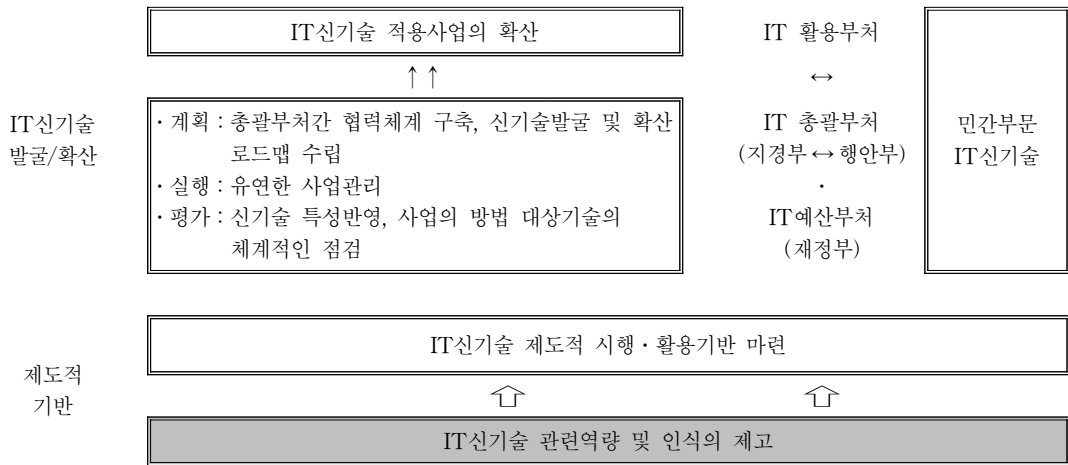 IT신기술 적용사업의 확산
↑↑
IT신기술
발굴/확산
・계획 : 총괄부처간 협력체계 구축, 신기술발굴 및 확산
로드맵 수립
・실행 : 유연한 사업관리
・평가 : 신기술 특성반영, 사업의 방법 대상기술의
체계적인 점검
IT 활용부처
↔
IT 총괄부처
(지경부↔행안부)
・
IT예산부처
(재정부)
민간부문
IT신기술
제도적
기반
IT신기술 제도적 시행・활용기반 마련
⇧ ⇧
IT신기술 관련역량 및 인식의 제고